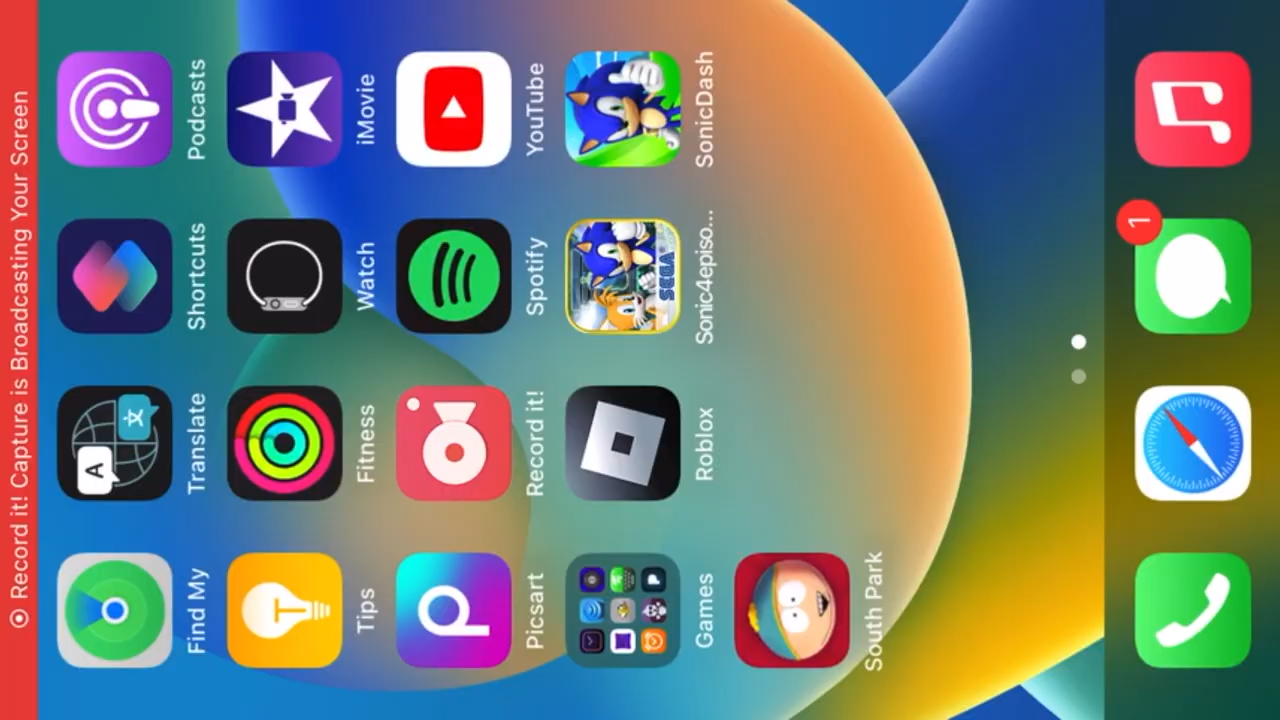 Record it! Capture is Broadcasting Your Screen
Find My
Translate
Shortcuts
Podcasts
Tips
Fitness
Watch
iMovie
Picsart
Record it!
Spotify
YouTube
Games
Roblox
Sonic4episo...
SonicDash
South Park
1